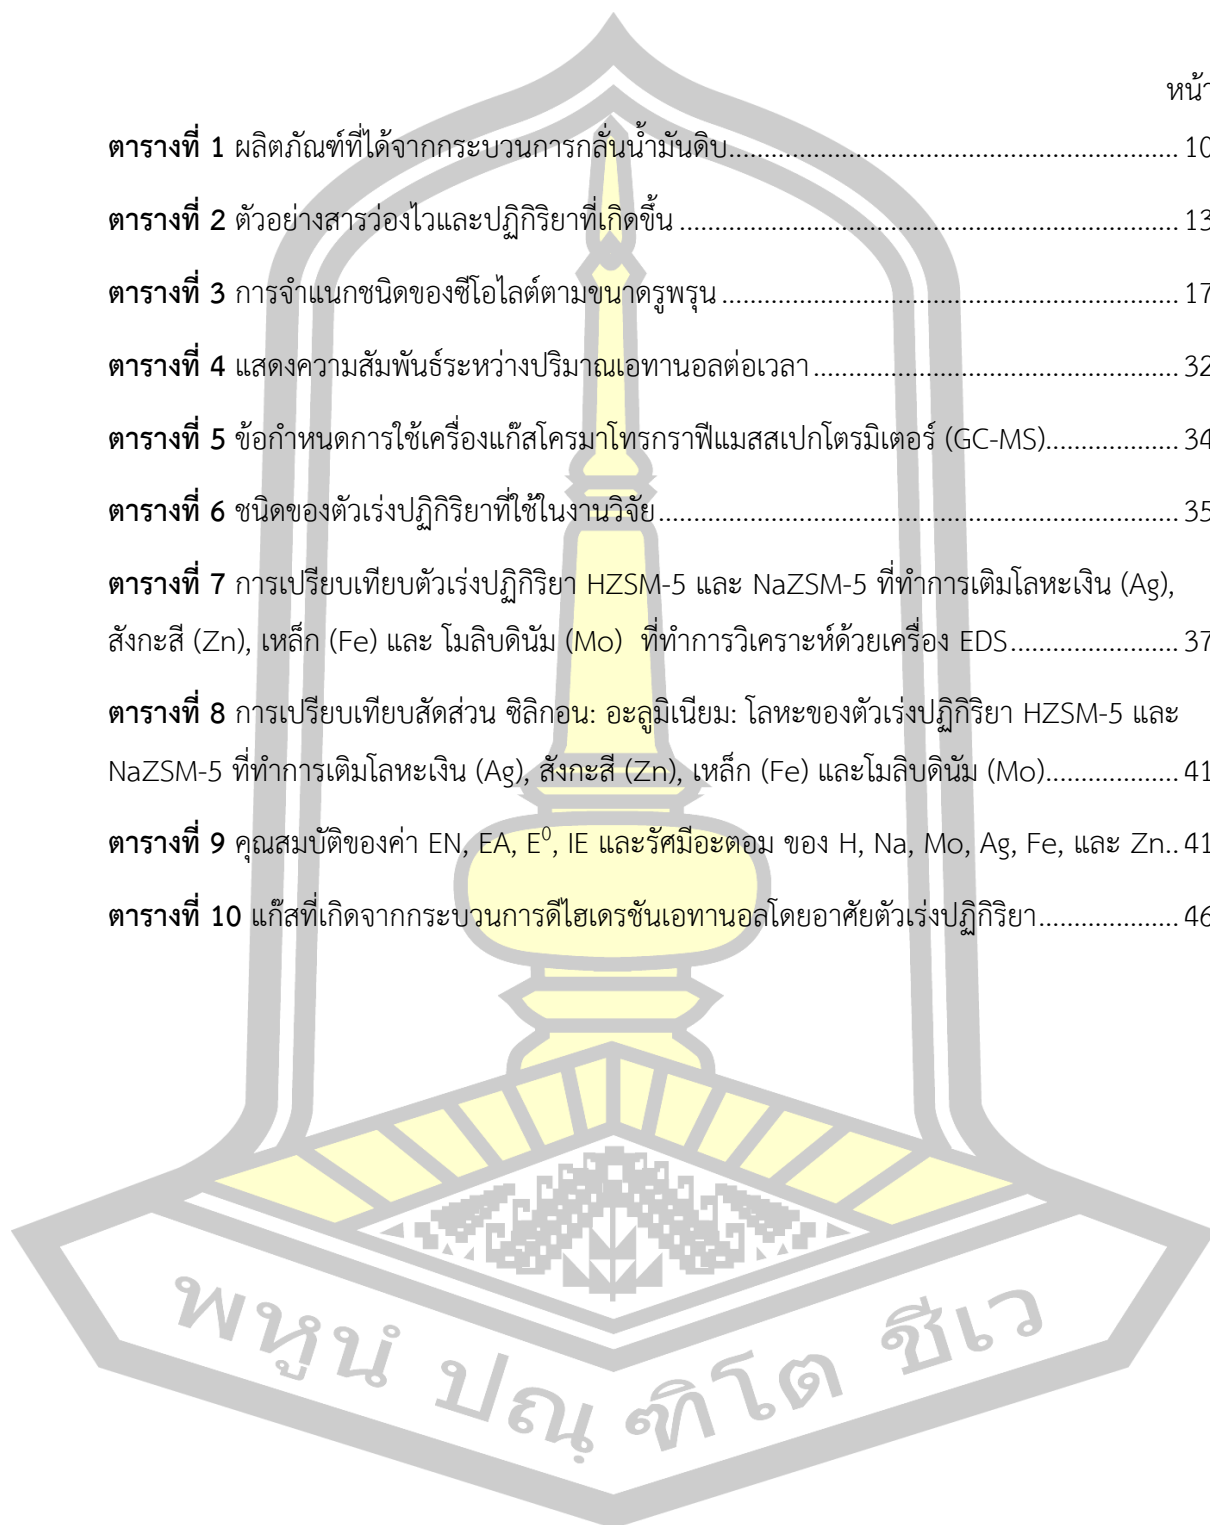 หน้า
ตารางที่ 1 ผลิตภัณฑ์ที่ได้จากกระบวนการกลั่นน้ำมันดิบ........................................................ 10
ตารางที่ 2 ตัวอย่างสารว่องไวและปฏิกิริยาที่เกิดขึ้น .............................................................. 13
ตารางที่ 3 การจำแนกชนิดของซีโอไลต์ตามขนาดรูพรุน ......................................................... 17
ตารางที่ 4 แสดงความสัมพันธ์ระหว่างปริมาณเอทานอลต่อเวลา .............................................. 32
ตารางที่ 5 ข้อกำหนดการใช้เครื่องแก๊สโครมาโทรกราฟีแมสสเปกโตรมิเตอร์ (GC-MS).................... 34
ตารางที่ 6 ชนิดของตัวเร่งปฏิกิริยาที่ใช้ในงานวิจัย ................................................................. 35
ตารางที่ 7 การเปรียบเทียบตัวเร่งปฏิกิริยา HZSM-5 และ NaZSM-5 ที่ทำการเติมโลหะเงิน (Ag),
สังกะสี (Zn), เหล็ก (Fe) และ โมลิบดินัม (Mo) ที่ทำการวิเคราะห์ด้วยเครื่อง EDS......................... 37
ตารางที่ 8 การเปรียบเทียบสัดส่วน ซิลิกอน: อะลูมิเนียม: โลหะของตัวเร่งปฏิกิริยา HZSM-5 และ
NaZSM-5 ที่ทำการเติมโลหะเงิน (Ag), สังกะสี (Zn), เหล็ก (Fe) และโมลิบดินัม (Mo).................... 41
ตารางที่ 9 คุณสมบัติของค่า EN, EA, E⁰, IE และรัศมีอะตอม ของ H, Na, Mo, Ag, Fe, และ Zn.. 41
ตารางที่ 10 แก๊สที่เกิดจากกระบวนการดีไฮเดรชันเอทานอลโดยอาศัยตัวเร่งปฏิกิริยา..................... 46
พหูนํ ปณฺฑิโต ชีเว